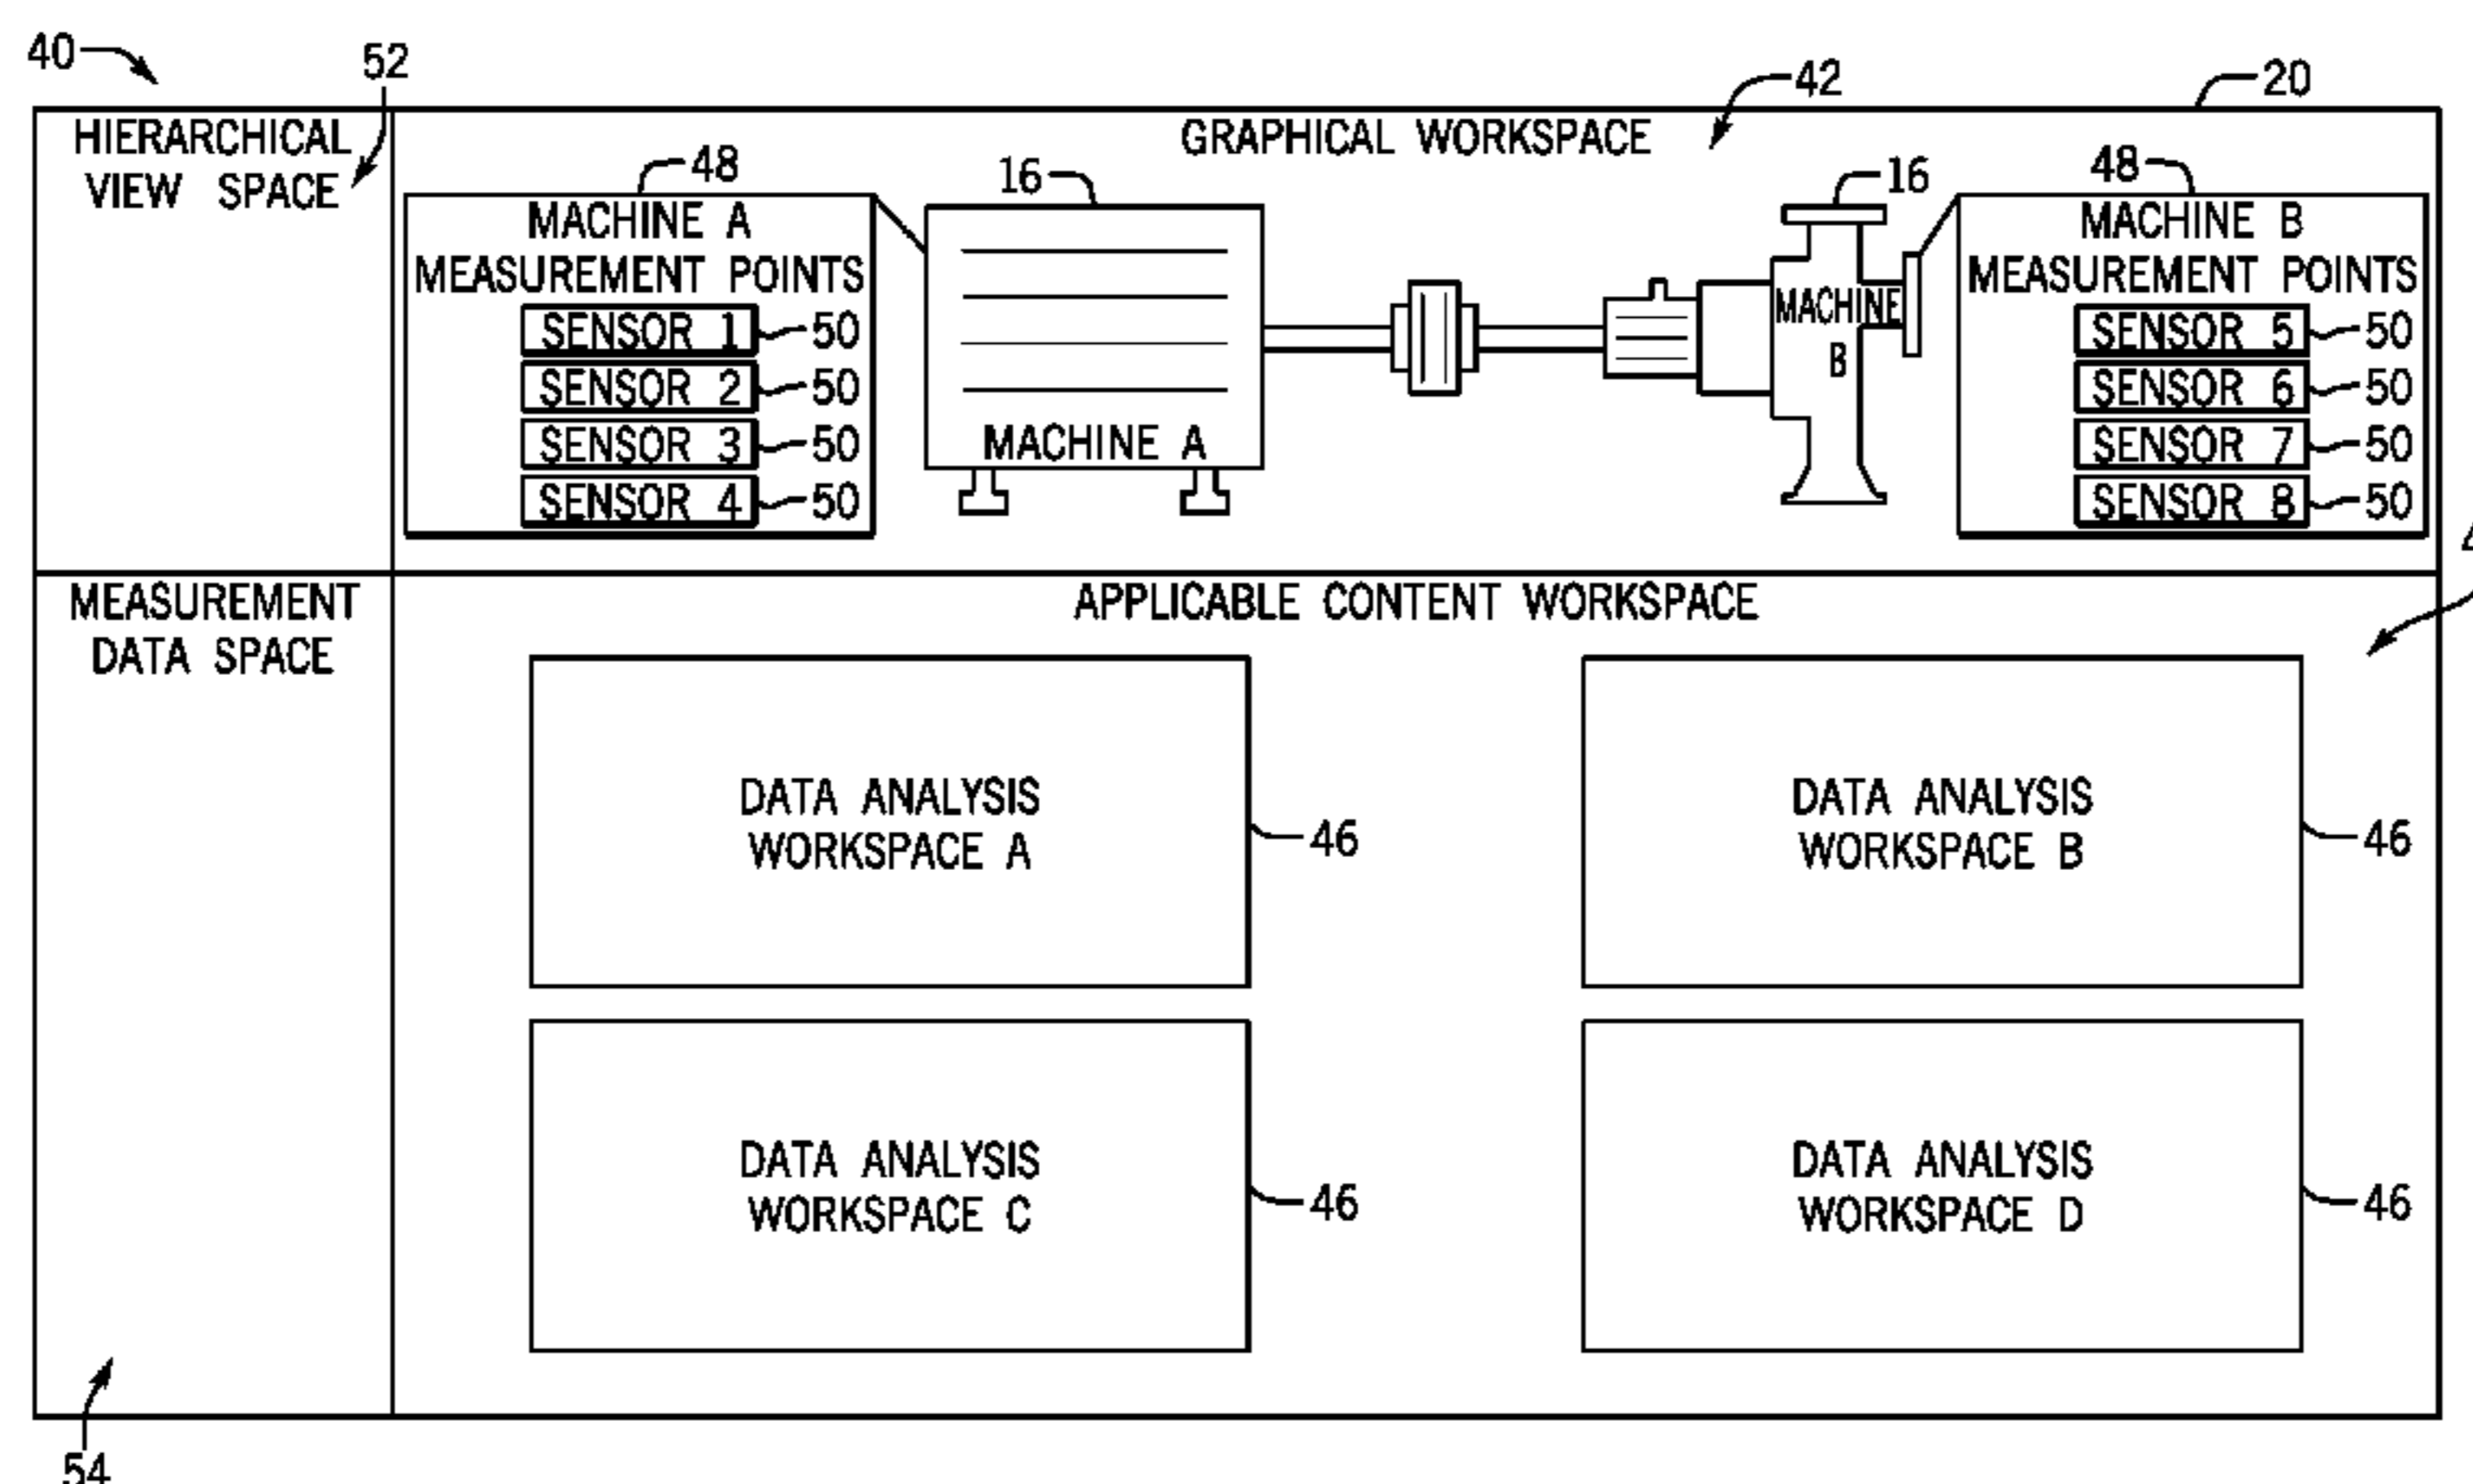 40
52
42
20
HIERARCHICAL
VIEW SPACE
GRAPHICAL WORKSPACE
48
16
16
48
MACHINE A
MEASUREMENT POINTS
SENSOR 1
50
SENSOR 2
50
SENSOR 3
50
SENSOR 4
50
MACHINE A
MACHINE
B
MACHINE B
MEASUREMENT POINTS
SENSOR 5
50
SENSOR 6
50
SENSOR 7
50
SENSOR 8
50
MEASUREMENT
DATA SPACE
APPLICABLE CONTENT WORKSPACE
DATA ANALYSIS
WORKSPACE A
46
DATA ANALYSIS
WORKSPACE B
46
DATA ANALYSIS
WORKSPACE C
46
DATA ANALYSIS
WORKSPACE D
46
54